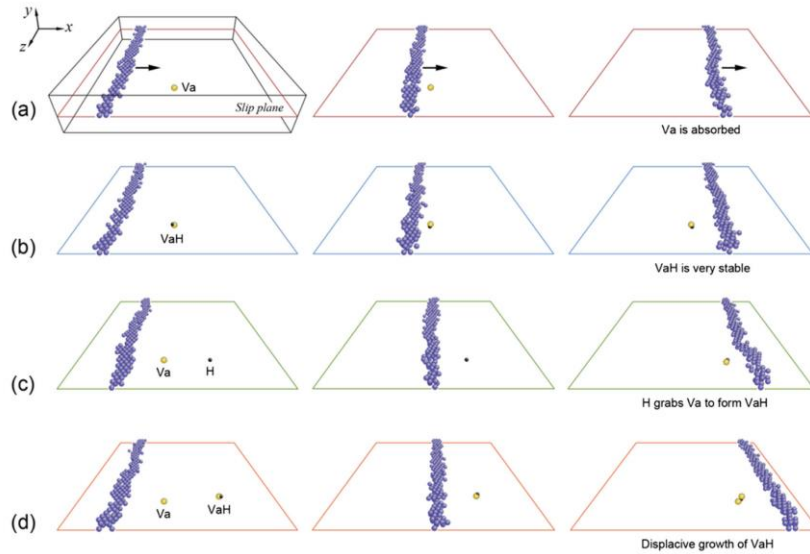 y
x
z
Va
Slip plane
(a)
Va is absorbed
(b)
VaH
VaH is very stable
(c)
Va
H
H grabs Va to form VaH
(d)
Va
VaH
Displacive growth of VaH